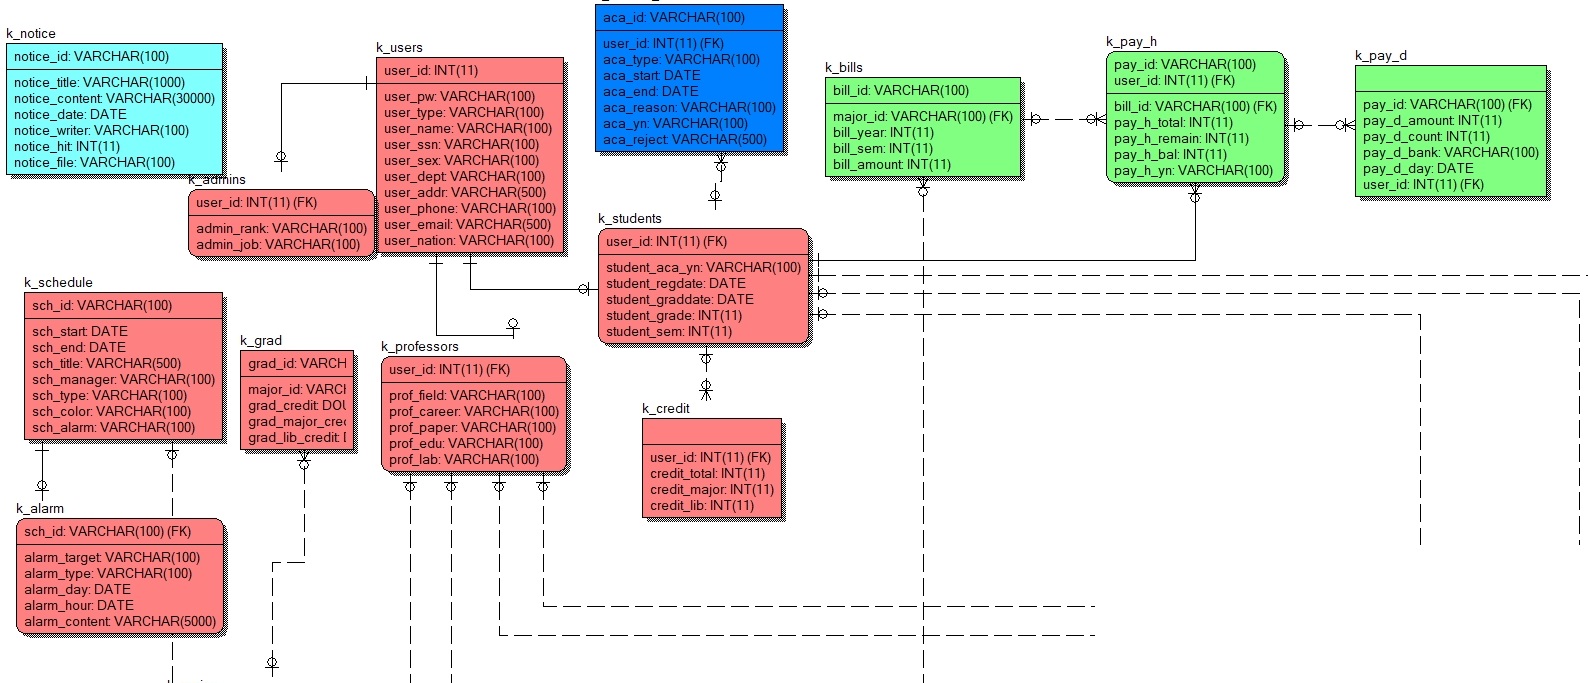 k_notice
notice_id: VARCHAR(100)
notice_title: VARCHAR(1000)
notice_content: VARCHAR(30000)
notice_date: DATE
notice_writer: VARCHAR(100)
notice_hit: INT(11)
notice_file: VARCHAR(100)
k_admins
user_id: INT(11) (FK)
admin_rank: VARCHAR(100)
admin_job: VARCHAR(100)
k_users
user_id: INT(11)
user_pw: VARCHAR(100)
user_type: VARCHAR(100)
user_name: VARCHAR(100)
user_ssn: VARCHAR(100)
user_sex: VARCHAR(100)
user_dept: VARCHAR(100)
user_addr: VARCHAR(500)
user_phone: VARCHAR(100)
user_email: VARCHAR(500)
user_nation: VARCHAR(100)
aca_id: VARCHAR(100)
user_id: INT(11) (FK)
aca_type: VARCHAR(100)
aca_start: DATE
aca_end: DATE
aca_reason: VARCHAR(100)
aca_yn: VARCHAR(100)
aca_reject: VARCHAR(500)
k_bills
bill_id: VARCHAR(100)
major_id: VARCHAR(100) (FK)
bill_year: INT(11)
bill_sem: INT(11)
bill_amount: INT(11)
k_pay_h
pay_id: VARCHAR(100)
user_id: INT(11) (FK)
bill_id: VARCHAR(100) (FK)
pay_h_total: INT(11)
pay_h_remain: INT(11)
pay_h_bal: INT(11)
pay_h_yn: VARCHAR(100)
k_pay_d
pay_id: VARCHAR(100) (FK)
pay_d_amount: INT(11)
pay_d_count: INT(11)
pay_d_bank: VARCHAR(100)
pay_d_day: DATE
user_id: INT(11) (FK)
k_students
user_id: INT(11) (FK)
student_aca_yn: VARCHAR(100)
student_regdate: DATE
student_graddate: DATE
student_grade: INT(11)
student_sem: INT(11)
k_schedule
sch_id: VARCHAR(100)
sch_start: DATE
sch_end: DATE
sch_title: VARCHAR(500)
sch_manager: VARCHAR(100)
sch_type: VARCHAR(100)
sch_color: VARCHAR(100)
sch_alarm: VARCHAR(100)
k_grad
grad_id: VARCH
major_id: VARC
grad_credit: DOU
grad_major_cre
grad_lib_credit:
k_professors
user_id: INT(11) (FK)
prof_field: VARCHAR(100)
prof_career: VARCHAR(100)
prof_paper: VARCHAR(100)
prof_edu: VARCHAR(100)
prof_lab: VARCHAR(100)
k_credit
user_id: INT(11) (FK)
credit_total: INT(11)
credit_major: INT(11)
credit_lib: INT(11)
k_alarm
sch_id: VARCHAR(100) (FK)
alarm_target: VARCHAR(100)
alarm_type: VARCHAR(100)
alarm_day: DATE
alarm_hour: DATE
alarm_content: VARCHAR(5000)